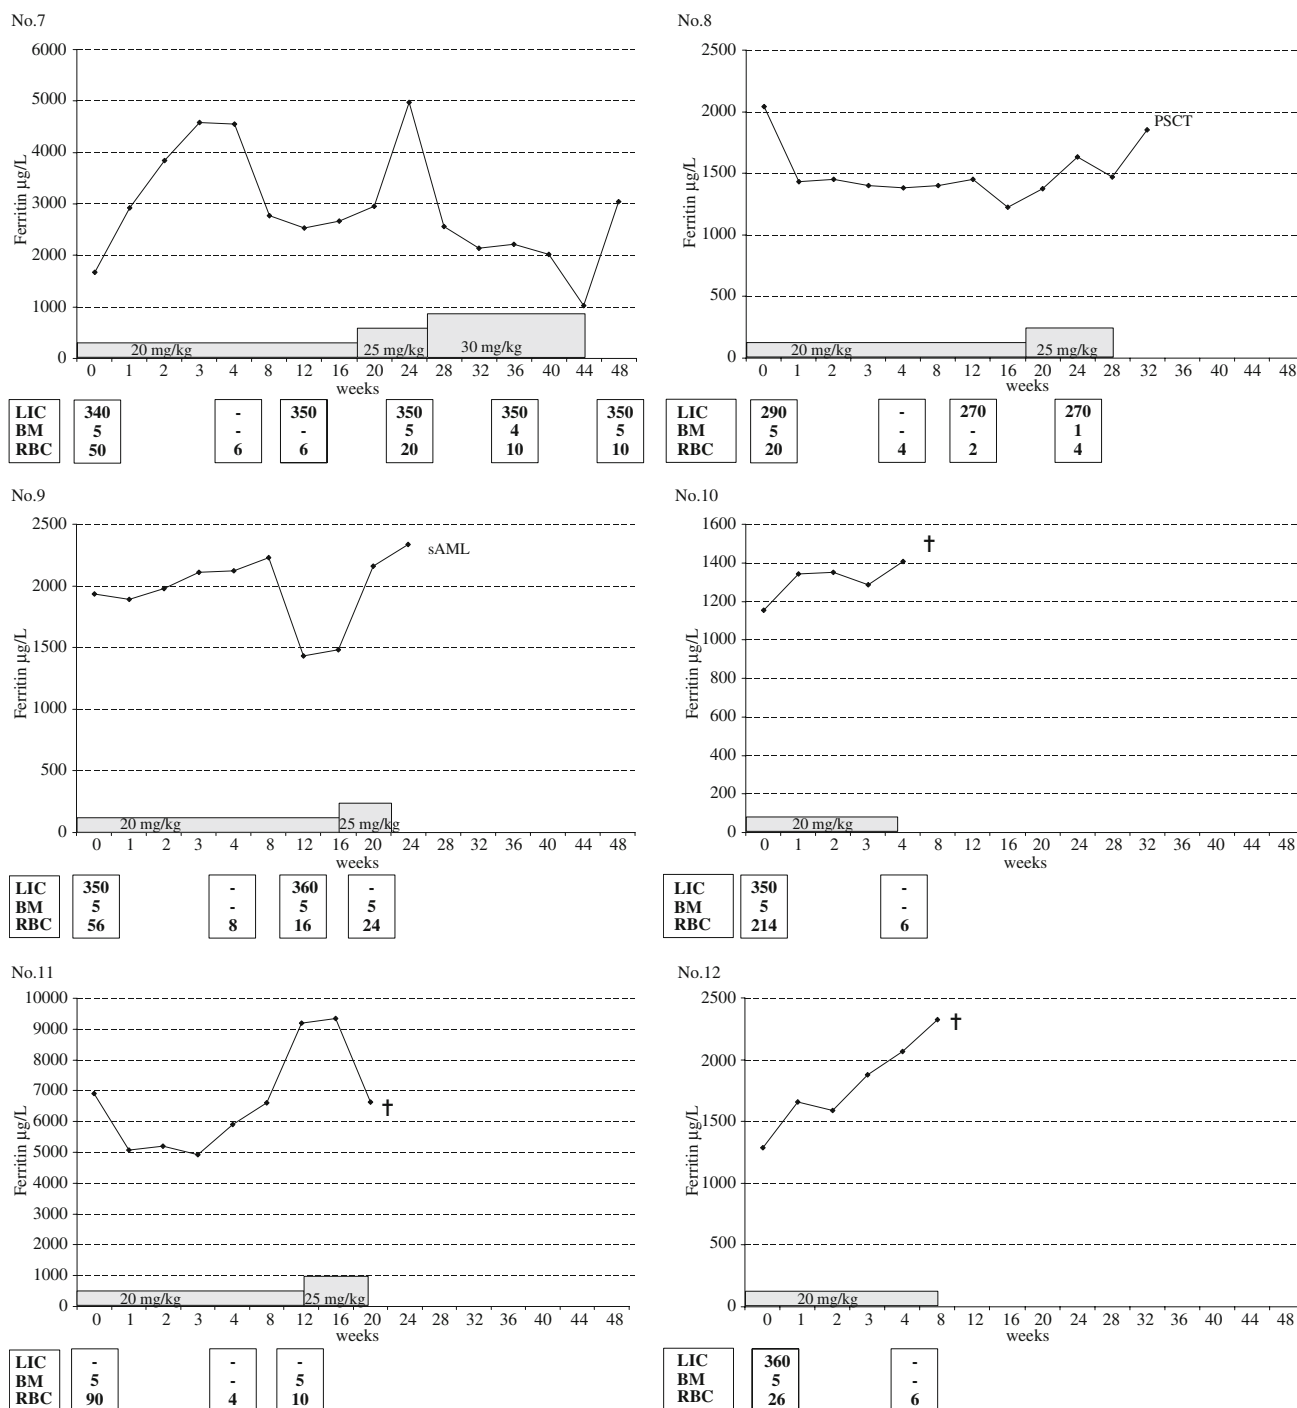 No.7
6000
5000
4000
3000
2000
1000
0
Ferritin µg/L
20 mg/kg
25 mg/kg
30 mg/kg
0 1 2 3 4 8 12 16 20 24 28 32 36 40 44 48
weeks
LIC 340 - 350 350 350 350
BM 5 - - 5 4 5
RBC 50 6 6 20 10 10
No.8
2500
2000
1500
1000
500
0
Ferritin µg/L
PSCT
20 mg/kg
25 mg/kg
0 1 2 3 4 8 12 16 20 24 28 32 36 40 44 48
weeks
LIC 290 - 270 270
BM 5 - - 1
RBC 20 4 2 4
No.9
2500
2000
1500
1000
500
0
Ferritin µg/L
sAML
20 mg/kg
25 mg/kg
0 1 2 3 4 8 12 16 20 24 28 32 36 40 44 48
weeks
LIC 350 - 360 -
BM 5 - 5 5
RBC 56 8 16 24
No.10
1600
1400
1200
1000
800
600
400
200
0
Ferritin µg/L
†
20 mg/kg
0 1 2 3 4 8 12 16 20 24 28 32 36 40 44 48
weeks
LIC 350 -
BM 5 -
RBC 214 6
No.11
10000
9000
8000
7000
6000
5000
4000
3000
2000
1000
0
Ferritin µg/L
†
20 mg/kg
25 mg/kg
0 1 2 3 4 8 12 16 20 24 28 32 36 40 44 48
weeks
LIC - - -
BM 5 - 5
RBC 90 4 10
No.12
2500
2000
1500
1000
500
0
Ferritin µg/L
†
20 mg/kg
0 1 2 3 4 8 12 16 20 24 28 32 36 40 44 48
weeks
LIC 360 -
BM 5 -
RBC 26 6